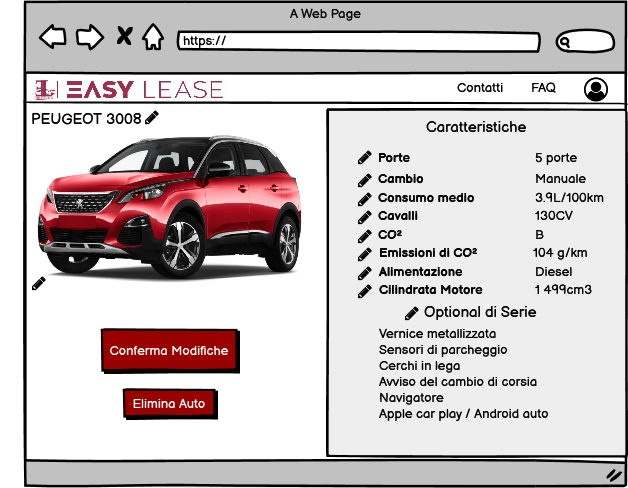 A Web Page
https://
EASY LEASE
Contatti FAQ
PEUGEOT 3008
Caratteristiche
Porte 5 porte
Cambio Manuale
Consumo medio 3.9L/100km
Cavalli 130CV
CO² B
Emissioni di CO² 104 g/km
Alimentazione Diesel
Cilindrata Motore 1 499cm3
Optional di Serie
Vernice metallizzata
Sensori di parcheggio
Cerchi in lega
Avviso del cambio di corsia
Navigatore
Apple car play / Android auto
Conferma Modifiche
Elimina Auto